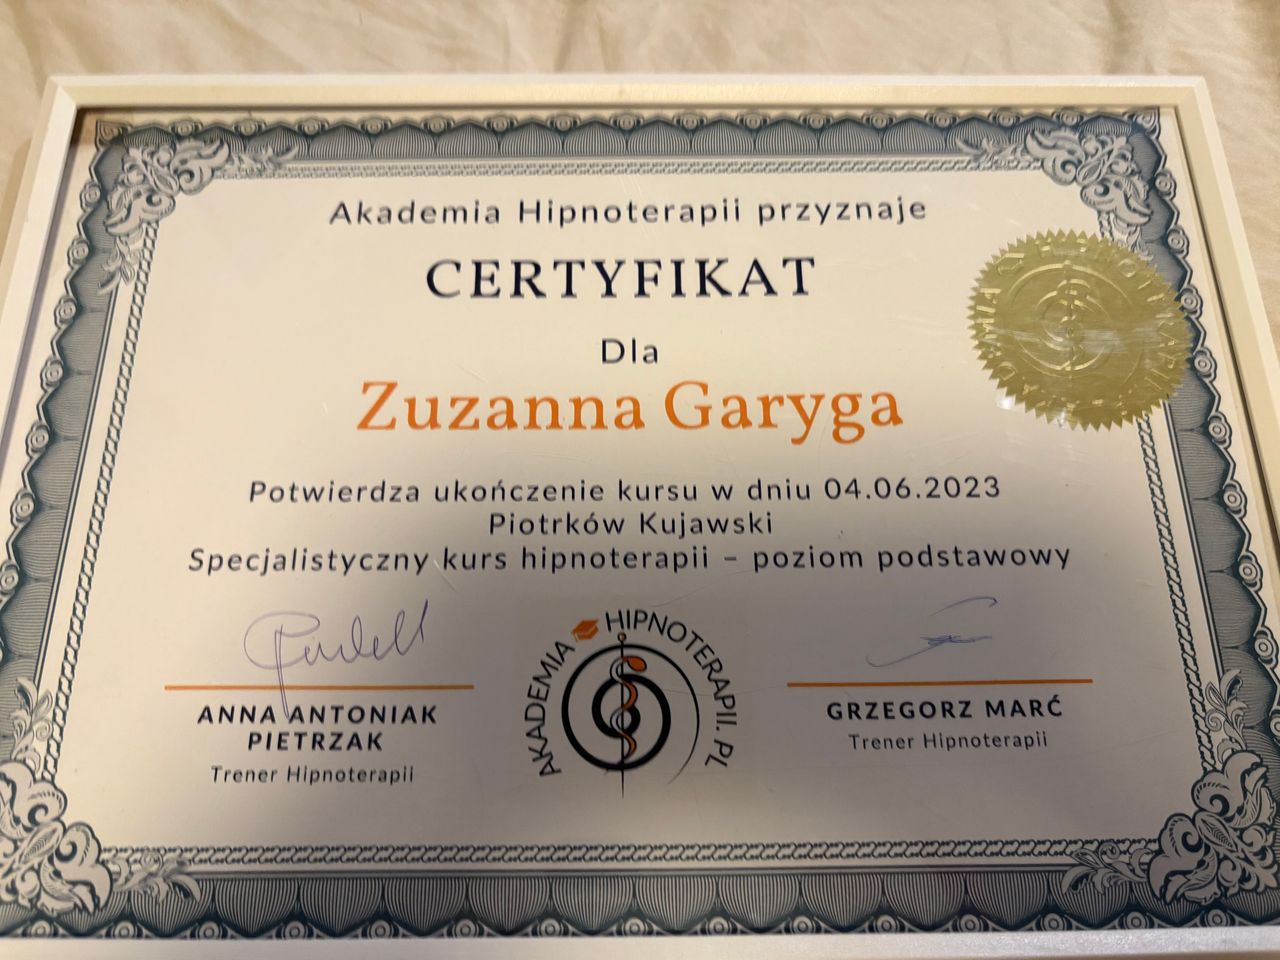 Akademia Hipnoterapii przyznaje
CERTYFIKAT
Dla
Zuzanna Garyga
Potwierdza ukończenie kursu w dniu 04.06.2023
Piotrków Kujawski
Specjalistyczny kurs hipnoterapii – poziom podstawowy
ANNA ANTONIAK
PIETRZAK
Trener Hipnoterapii
AKADEMIA HIPNOTERAPII.PL
GRZEGORZ MARĆ
Trener Hipnoterapii